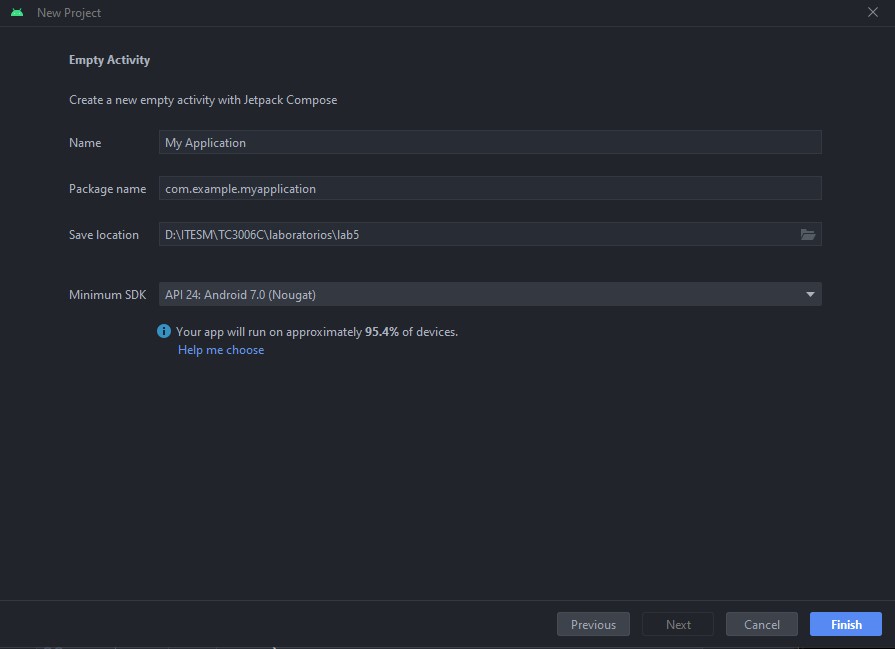 New Project
Empty Activity
Create a new empty activity with Jetpack Compose
Name My Application
Package name com.example.myapplication
Save location D:\ITESM\TC3006C\laboratorios\lab5
Minimum SDK API 24: Android 7.0 (Nougat)
Your app will run on approximately 95.4% of devices.
Help me choose
Previous Next Cancel Finish